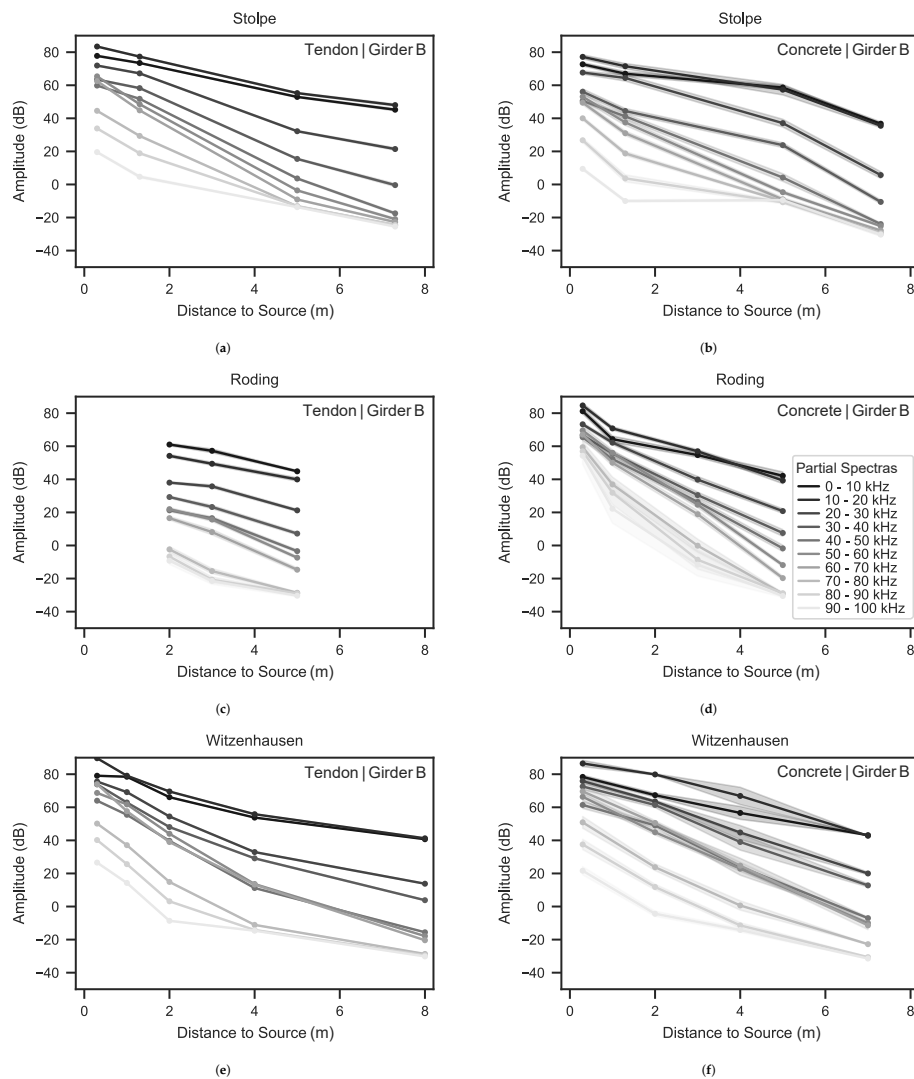 Stolpe
Tendon | Girder B
80
60
40
20
0
−20
−40
Amplitude (dB)
0 2 4 6 8
Distance to Source (m)
(a)
Stolpe
Concrete | Girder B
80
60
40
20
0
−20
−40
Amplitude (dB)
0 2 4 6 8
Distance to Source (m)
(b)
Roding
Tendon | Girder B
80
60
40
20
0
−20
−40
Amplitude (dB)
0 2 4 6 8
Distance to Source (m)
(c)
Roding
Concrete | Girder B
80
60
40
20
0
−20
−40
Amplitude (dB)
Partial Spectras
0 - 10 kHz
10 - 20 kHz
20 - 30 kHz
30 - 40 kHz
40 - 50 kHz
50 - 60 kHz
60 - 70 kHz
70 - 80 kHz
80 - 90 kHz
90 - 100 kHz
0 2 4 6 8
Distance to Source (m)
(d)
Witzenhausen
Tendon | Girder B
80
60
40
20
0
−20
−40
Amplitude (dB)
0 2 4 6 8
Distance to Source (m)
(e)
Witzenhausen
Concrete | Girder B
80
60
40
20
0
−20
−40
Amplitude (dB)
0 2 4 6 8
Distance to Source (m)
(f)